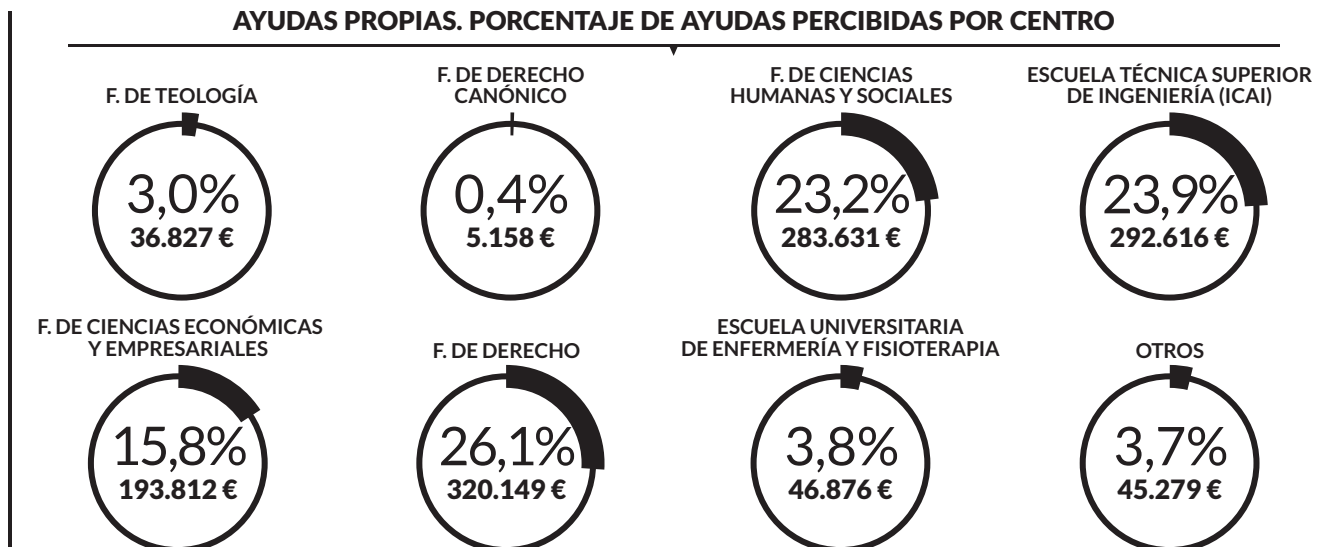 AYUDAS PROPIAS. PORCENTAJE DE AYUDAS PERCIBIDAS POR CENTRO
F. DE TEOLOGÍA
3,0%
36.827 €
F. DE DERECHO
CANÓNICO
0,4%
5.158 €
F. DE CIENCIAS
HUMANAS Y SOCIALES
23,2%
283.631 €
ESCUELA TÉCNICA SUPERIOR
DE INGENIERÍA (ICAI)
23,9%
292.616 €
F. DE CIENCIAS ECONÓMICAS
Y EMPRESARIALES
15,8%
193.812 €
F. DE DERECHO
26,1%
320.149 €
ESCUELA UNIVERSITARIA
DE ENFERMERÍA Y FISIOTERAPIA
3,8%
46.876 €
OTROS
3,7%
45.279 €